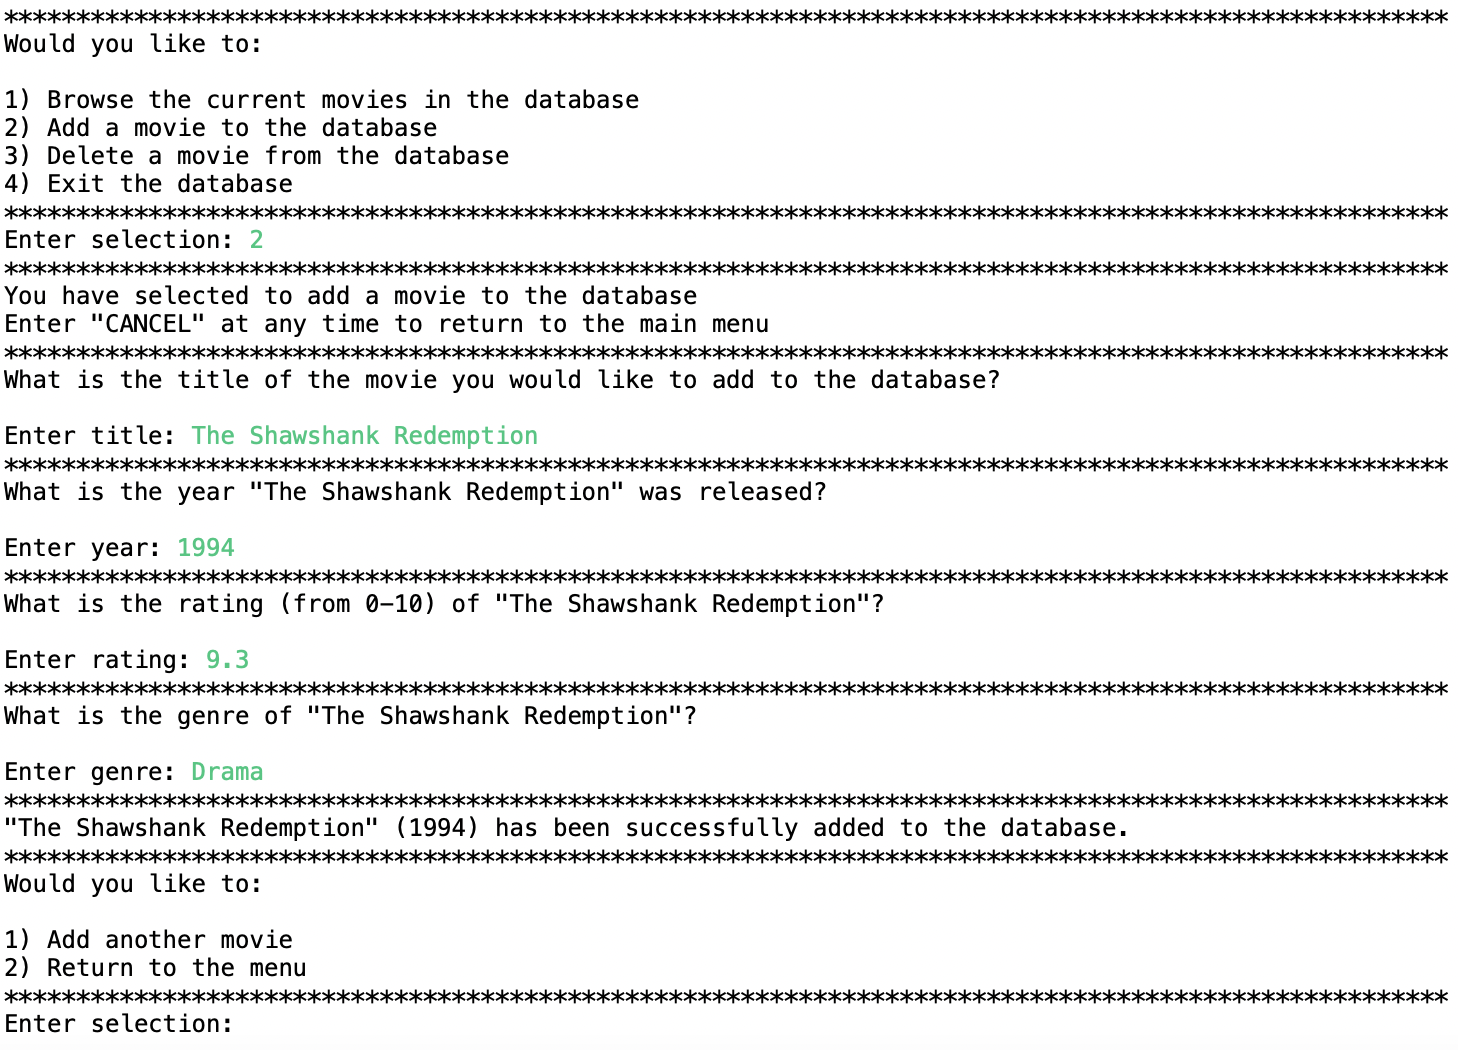 ****************************************************************************************************
Would you like to:
1) Browse the current movies in the database
2) Add a movie to the database
3) Delete a movie from the database
4) Exit the database
****************************************************************************************************
Enter selection: 2
****************************************************************************************************
You have selected to add a movie to the database
Enter "CANCEL" at any time to return to the main menu
****************************************************************************************************
What is the title of the movie you would like to add to the database?
Enter title: The Shawshank Redemption
****************************************************************************************************
What is the year "The Shawshank Redemption" was released?
Enter year: 1994
****************************************************************************************************
What is the rating (from 0-10) of "The Shawshank Redemption"?
Enter rating: 9.3
****************************************************************************************************
What is the genre of "The Shawshank Redemption"?
Enter genre: Drama
****************************************************************************************************
"The Shawshank Redemption" (1994) has been successfully added to the database.
****************************************************************************************************
Would you like to:
1) Add another movie
2) Return to the menu
****************************************************************************************************
Enter selection: